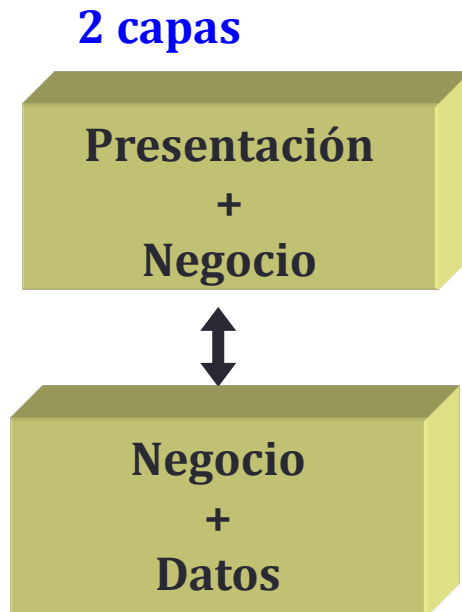 2 capas
Presentación
+
Negocio
Negocio
+
Datos